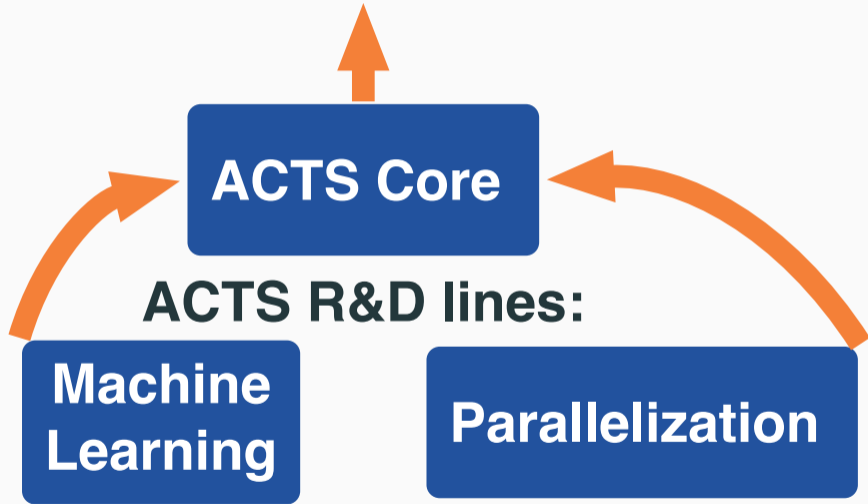 ACTS Core
ACTS R&D lines:
Machine
Learning
Parallelization